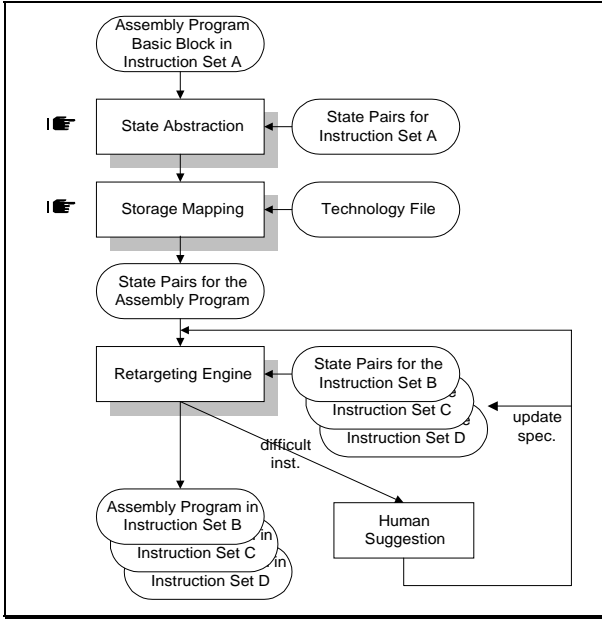 Assembly Program
Basic Block in
Instruction Set A
State Abstraction
State Pairs for
Instruction Set A
Storage Mapping
Technology File
State Pairs for the
Assembly Program
Retargeting Engine
State Pairs for the
Instruction Set B
Instruction Set C
Instruction Set D
update
spec.
difficult
inst.
Assembly Program in
Instruction Set B
in
Instruction Set C
in
Instruction Set D
Human
Suggestion